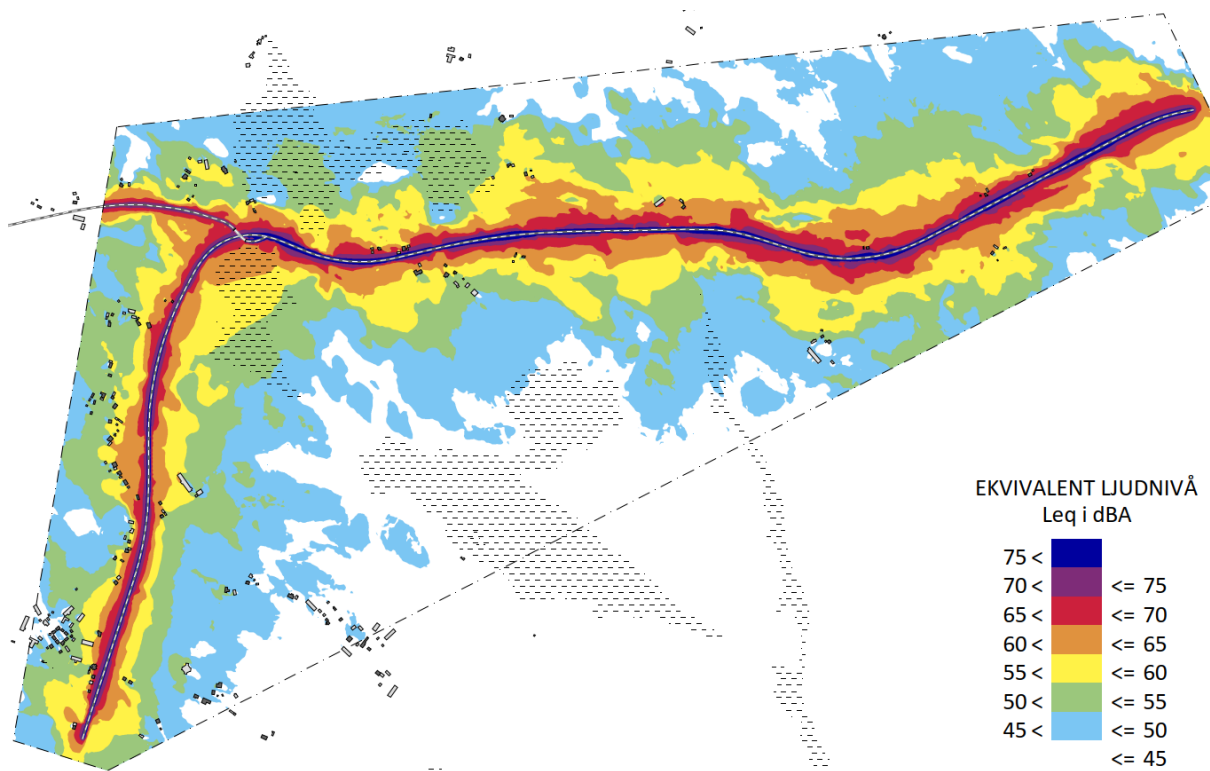 EKVIVALENT LJUDNIVÅ
Leq i dBA
75 <
70 < <= 75
65 < <= 70
60 < <= 65
55 < <= 60
50 < <= 55
45 < <= 50
<= 45